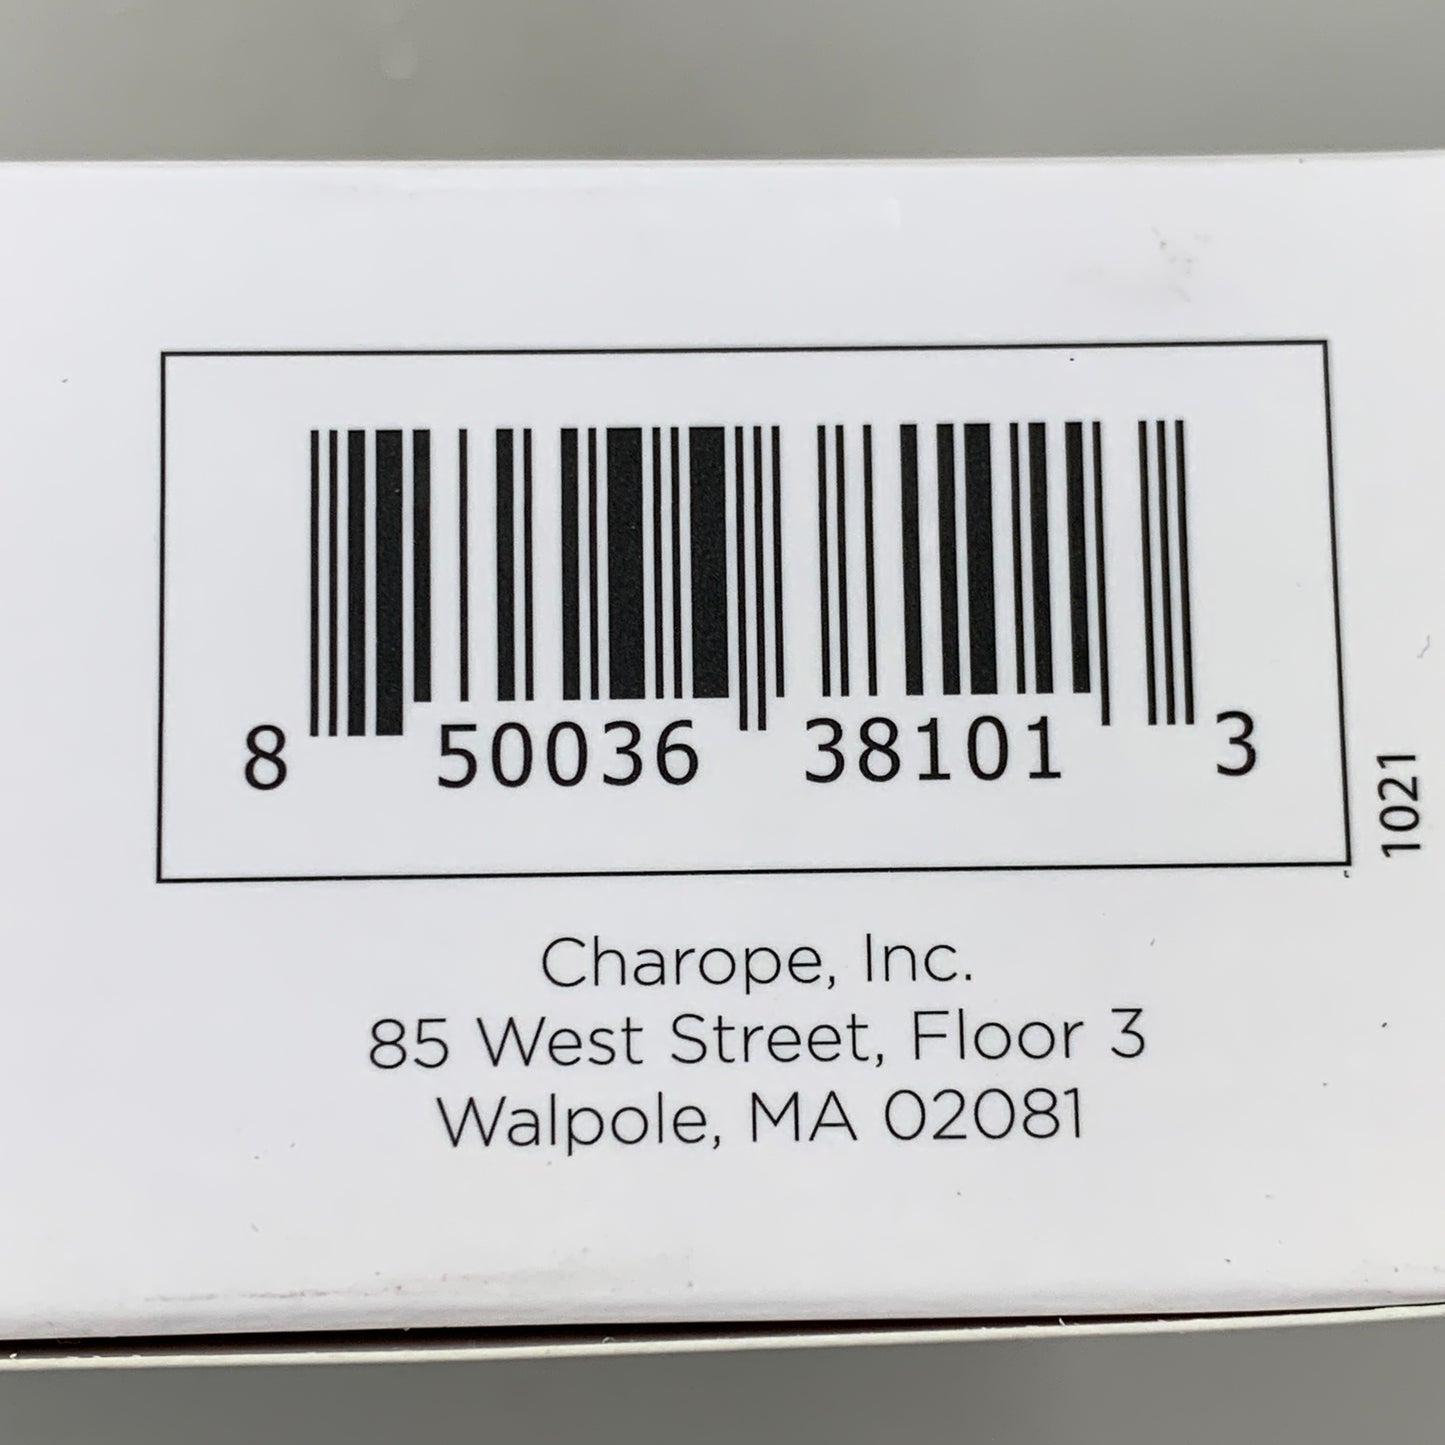 8 50036 38101 3
1021
Charope, Inc.
85 West Street, Floor 3
Walpole, MA 02081